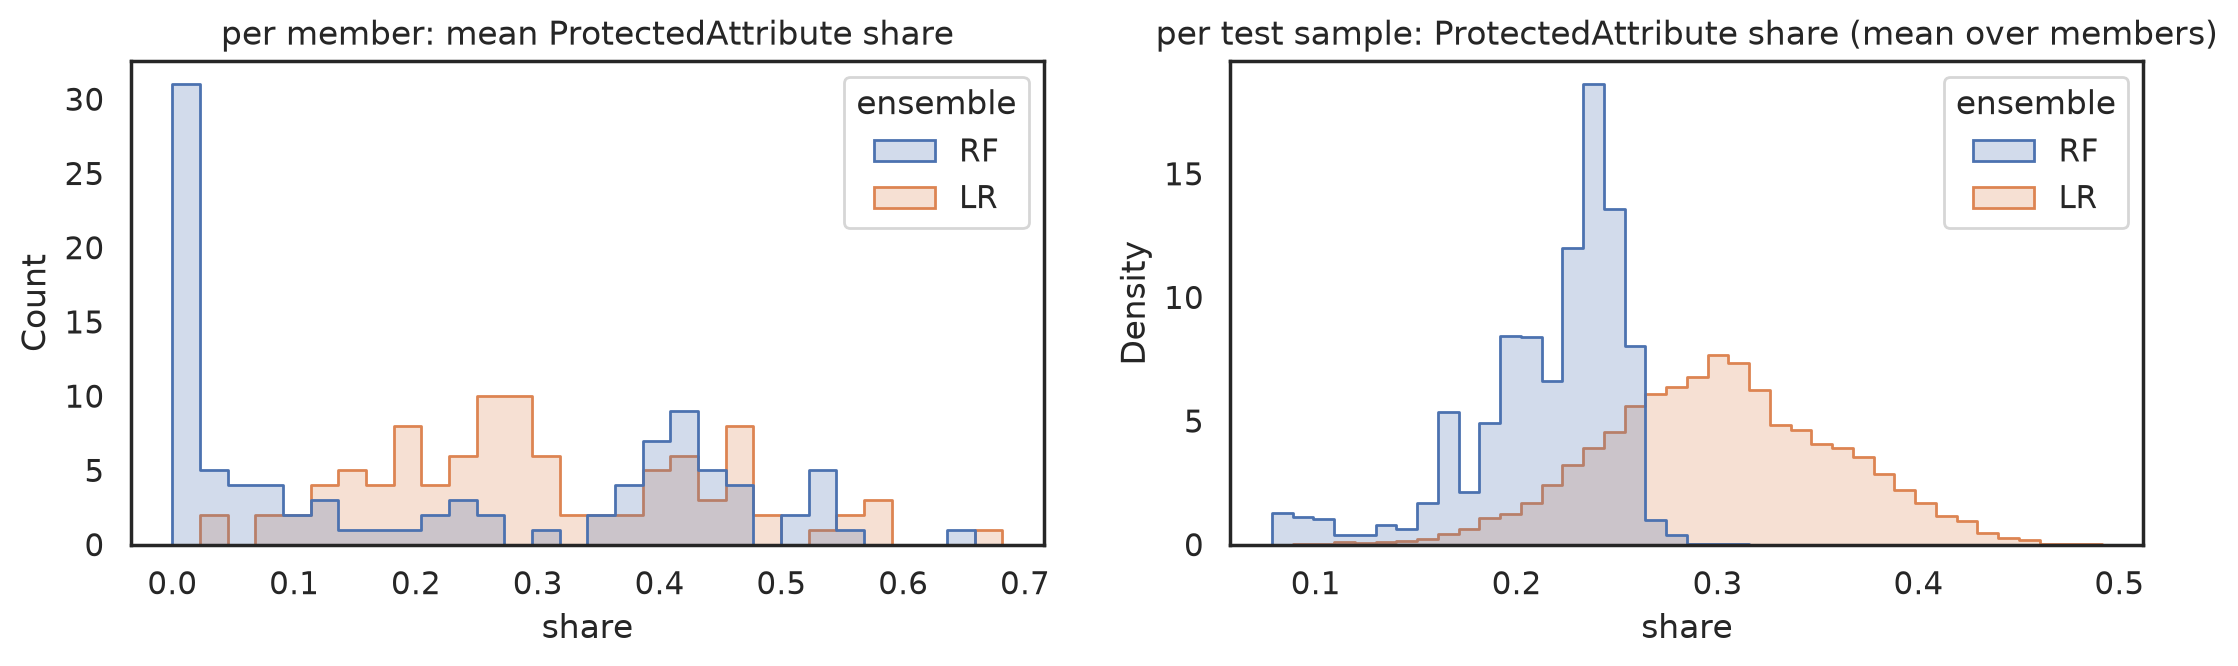 per member: mean ProtectedAttribute share
Count
30
25
20
15
10
5
0
0.0 0.1 0.2 0.3 0.4 0.5 0.6 0.7
share
ensemble
RF
LR
per test sample: ProtectedAttribute share (mean over members)
Density
15
10
5
0
0.1 0.2 0.3 0.4 0.5
share
ensemble
RF
LR